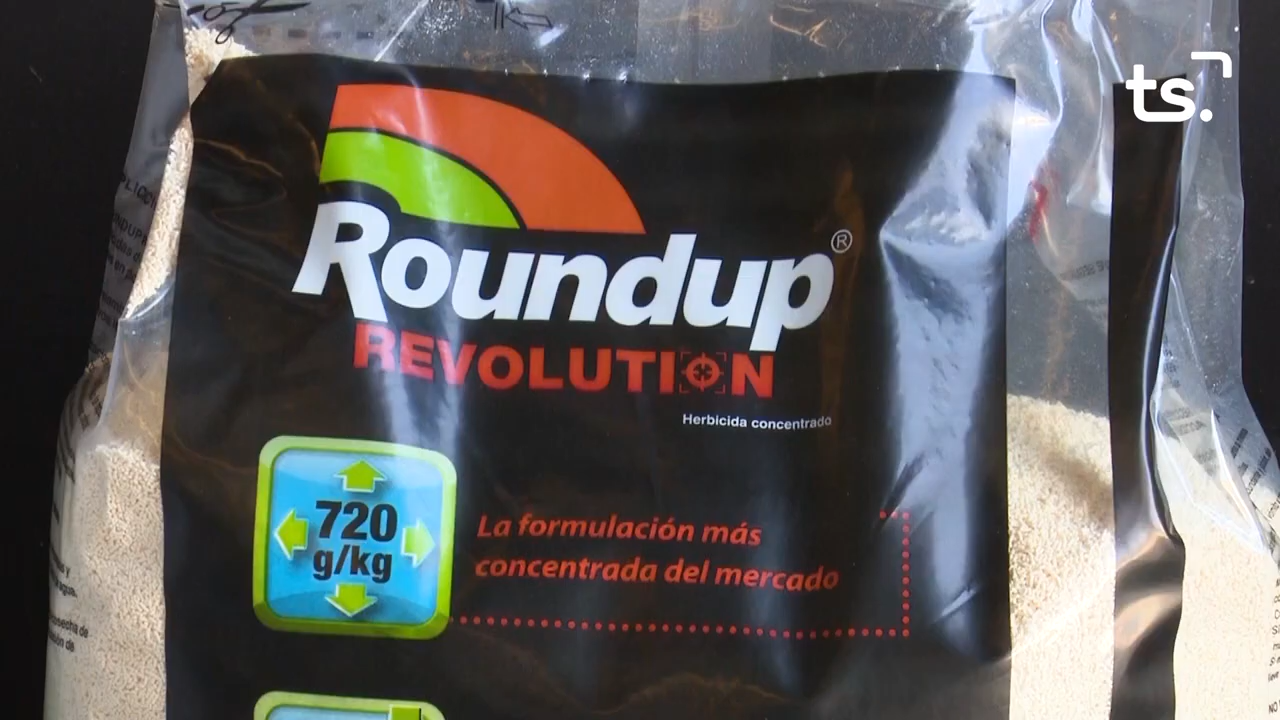 ts.
Roundup®
REVOLUTION
Herbicida concentrado
720
g/kg
La formulación más
concentrada del mercado